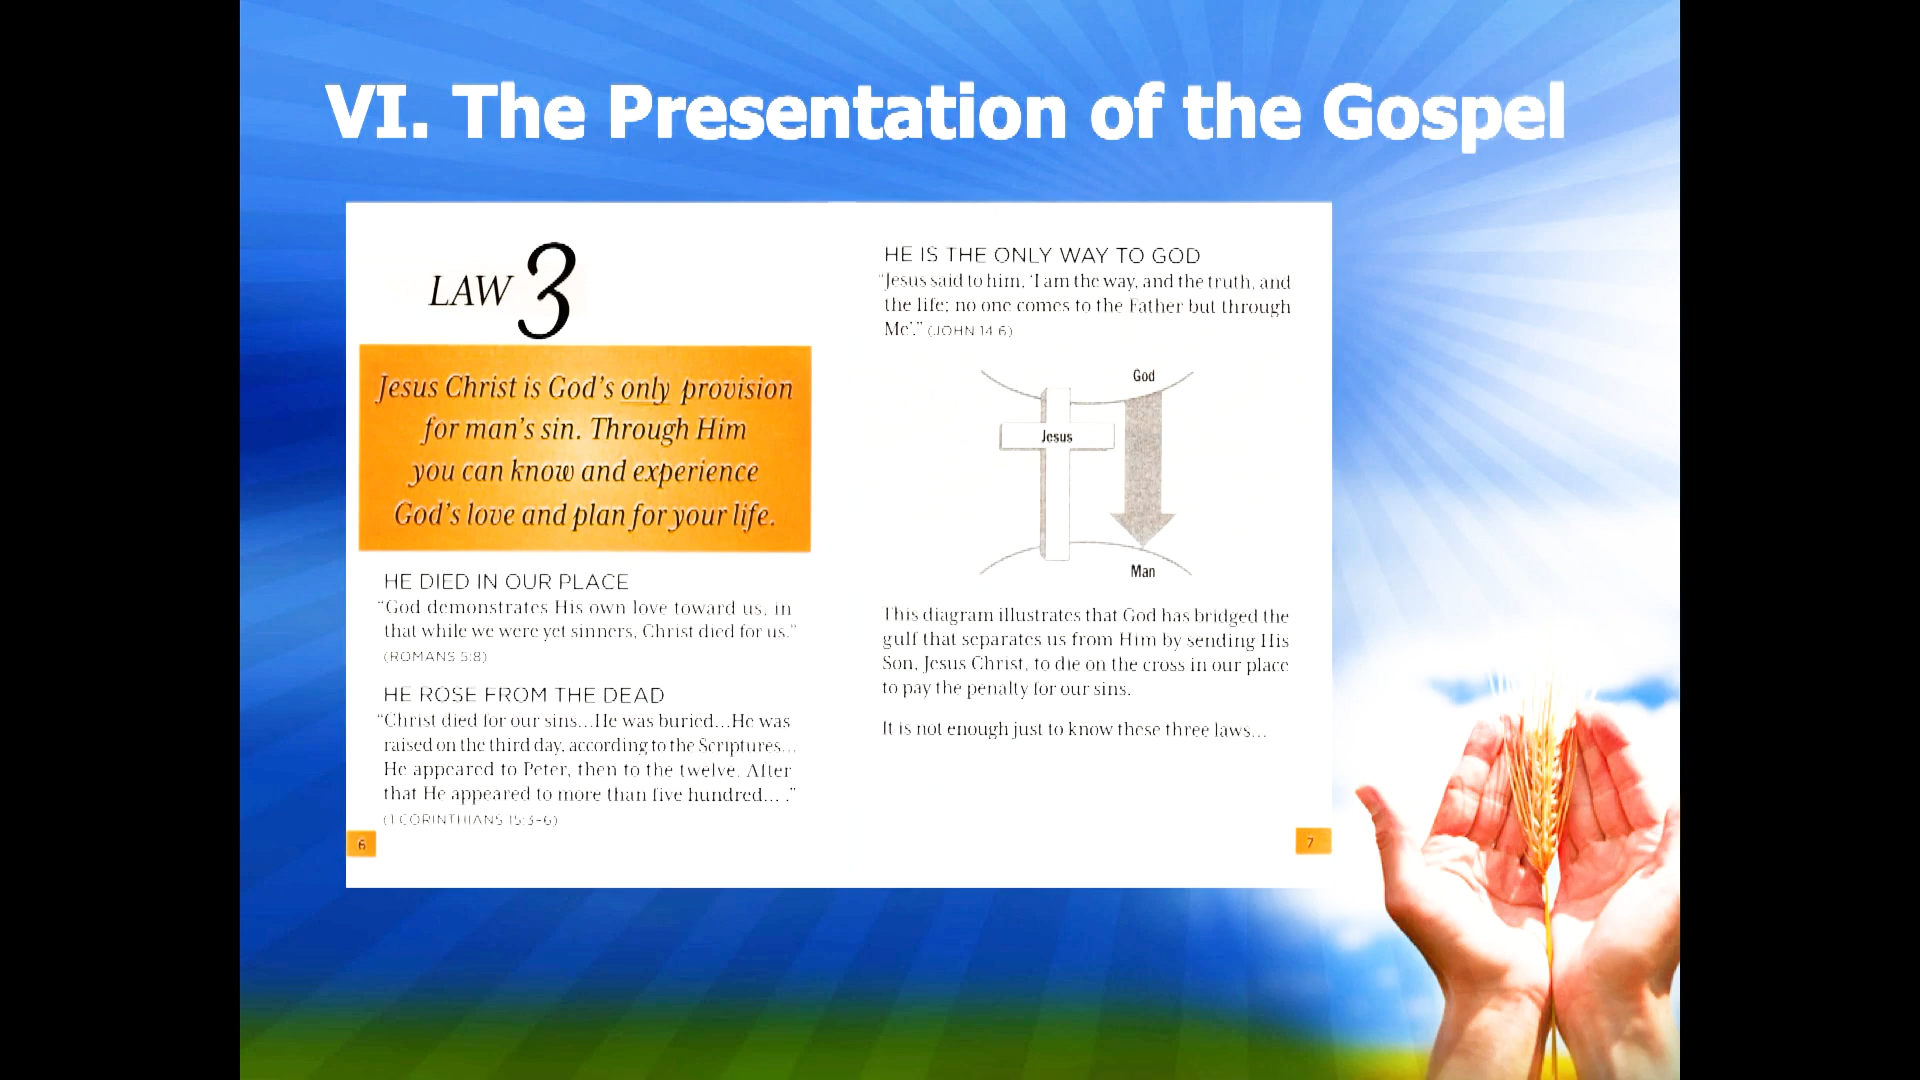 VI. The Presentation of the Gospel
LAW 3
Jesus Christ is God's only provision
for man's sin. Through Him
you can know and experience
God's love and plan for your life.
HE DIED IN OUR PLACE
“God demonstrates His own love toward us, in
that while we were yet sinners, Christ died for us.”
(ROMANS 5:8)
HE ROSE FROM THE DEAD
“Christ died for our sins...He was buried...He was
raised on the third day, according to the Scriptures...
He appeared to Peter, then to the twelve. After
that He appeared to more than five hundred... .”
(1 CORINTHIANS 15:3–6)
6
HE IS THE ONLY WAY TO GOD
“Jesus said to him, ‘I am the way, and the truth, and
the life; no one comes to the Father but through
Me’.” (JOHN 14:6)
God
Jesus
Man
This diagram illustrates that God has bridged the
gulf that separates us from Him by sending His
Son, Jesus Christ, to die on the cross in our place
to pay the penalty for our sins.
It is not enough just to know these three laws...
7